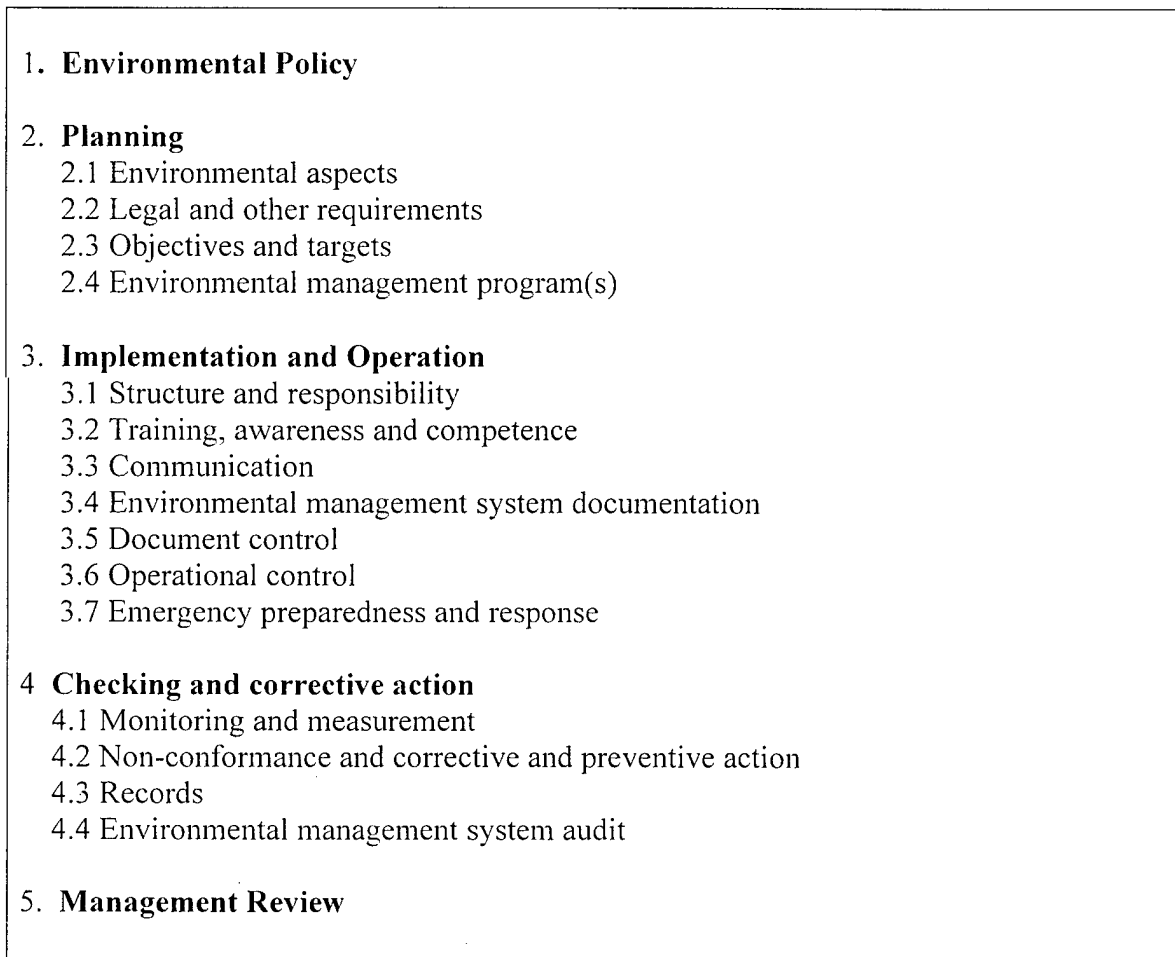 1. Environmental Policy
2. Planning
2.1 Environmental aspects
2.2 Legal and other requirements
2.3 Objectives and targets
2.4 Environmental management program(s)
3. Implementation and Operation
3.1 Structure and responsibility
3.2 Training, awareness and competence
3.3 Communication
3.4 Environmental management system documentation
3.5 Document control
3.6 Operational control
3.7 Emergency preparedness and response
4 Checking and corrective action
4.1 Monitoring and measurement
4.2 Non-conformance and corrective and preventive action
4.3 Records
4.4 Environmental management system audit
5. Management Review